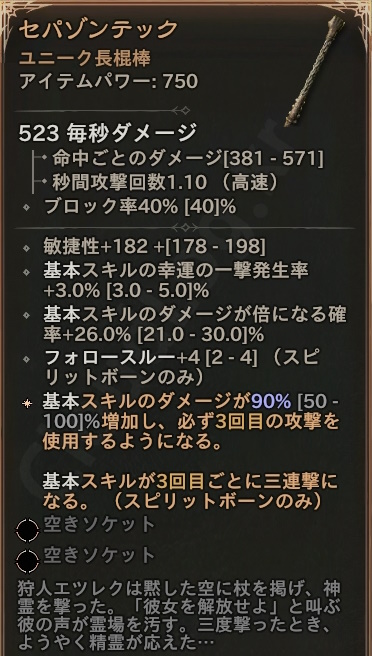 セパゾンテック
ユニーク長棍棒
アイテムパワー: 750
523 毎秒ダメージ
命中ごとのダメージ[381 - 571]
秒間攻撃回数1.10 （高速）
ブロック率40% [40]%
敏捷性+182 +[178 - 198]
基本スキルの幸運の一撃発生率
+3.0% [3.0 - 5.0]%
基本スキルのダメージが倍になる確
率+26.0% [21.0 - 30.0]%
フォロースルー+4 [2 - 4] （スピ
リットボーンのみ）
基本スキルのダメージが90% [50 -
100]%増加し、必ず3回目の攻撃を
使用するようになる。
基本スキルが3回目ごとに三連撃に
なる。 （スピリットボーンのみ）
空きソケット
空きソケット
狩人エツレクは黙した空に杖を掲げ、神
霊を撃った。「彼女を解放せよ」と叫ぶ
彼の声が霊場を汚す。三度撃ったとき、
ようやく精霊が応えた…